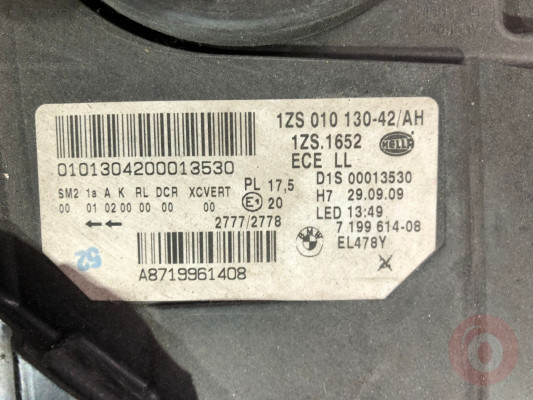 1ZS 010 130-42/AH
1ZS.1652
ECE LL
HELLA
0101304200013530
D1S 00013530
SM2 1a A K RL DCR XCVERT PL 17,5
H7 29.09.09
00 01 02 00 00 00 00 E1 20
LED 13:49
2777/2778
7 199 614-08
BMW
EL478Y
A8719961408
52